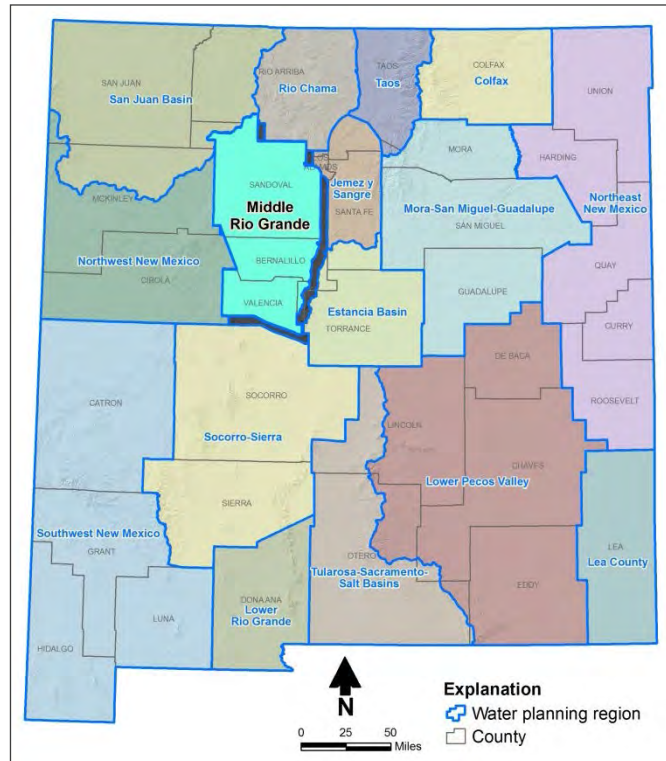 SAN JUAN
San Juan Basin
RIO ARRIBA
Rio Chama
TAOS
Taos
COLFAX
Colfax
UNION
MORA
HARDING
LOS
ALAMOS
Jemez y
Sangre
SANTA FE
SANDOVAL
Middle
Rio Grande
MCKINLEY
Northwest New Mexico
CIBOLA
BERNALILLO
VALENCIA
Mora-San Miguel-Guadalupe
SAN MIGUEL
Northeast
New Mexico
QUAY
GUADALUPE
Estancia Basin
TORRANCE
CURRY
DE BACA
ROOSEVELT
CATRON
SOCORRO
Socorro-Sierra
LINCOLN
CHAVES
Lower Pecos Valley
SIERRA
Southwest New Mexico
GRANT
LEA
Lea County
OTERO
Tularosa-Sacramento-
Salt Basins
EDDY
DONA ANA
Lower
Rio Grande
LUNA
HIDALGO
N
0 25 50
Miles
Explanation
Water planning region
County